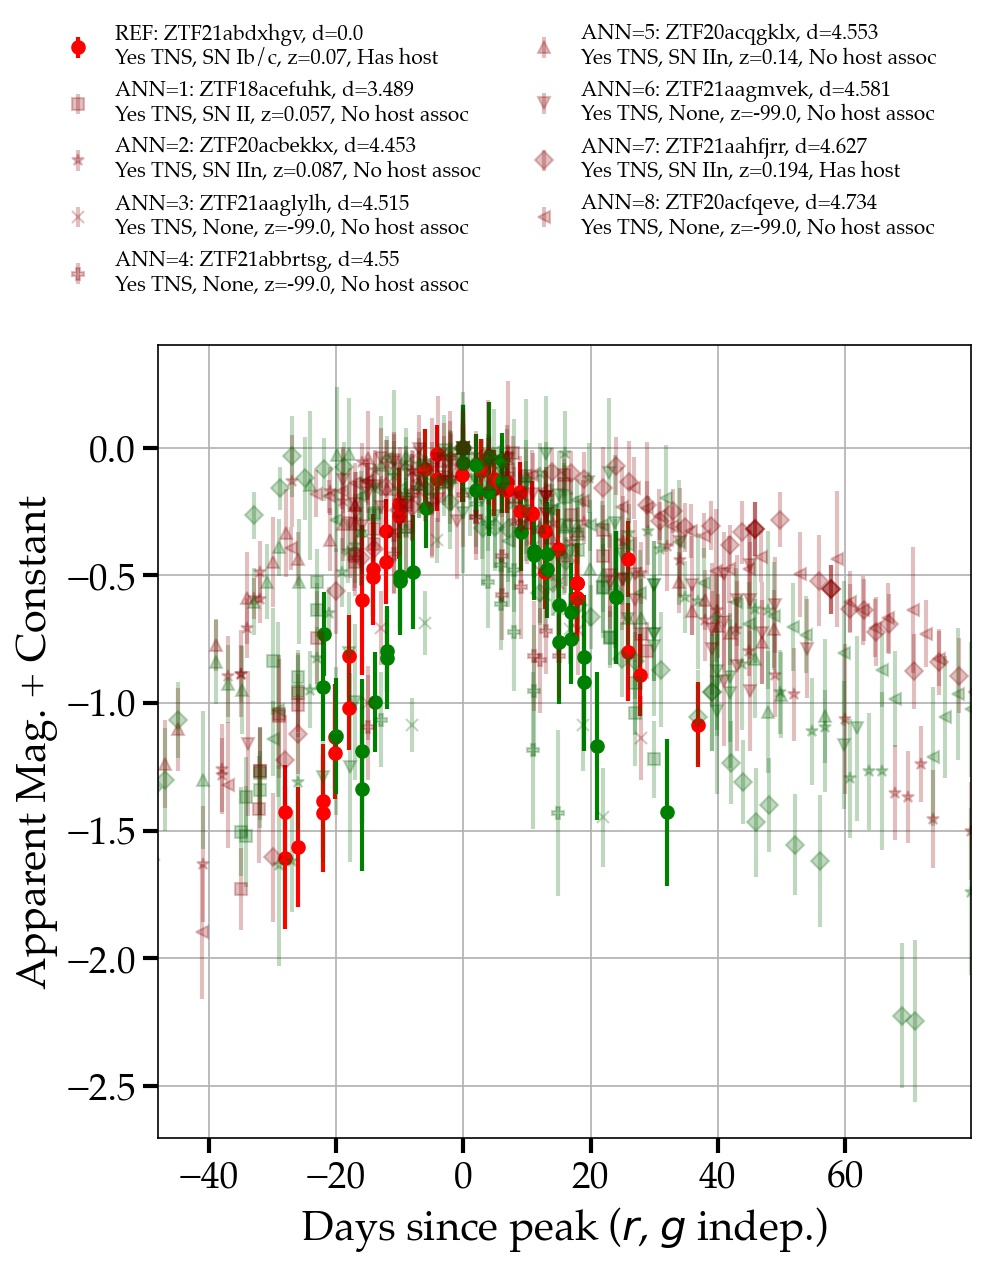 REF: ZTF21abdxhgv, d=0.0
Yes TNS, SN Ib/c, z=0.07, Has host
ANN=1: ZTF18acefuhk, d=3.489
Yes TNS, SN II, z=0.057, No host assoc
ANN=2: ZTF20acbekkx, d=4.453
Yes TNS, SN IIn, z=0.087, No host assoc
ANN=3: ZTF21aaglylh, d=4.515
Yes TNS, None, z=-99.0, No host assoc
ANN=4: ZTF21abbrtsg, d=4.55
Yes TNS, None, z=-99.0, No host assoc
ANN=5: ZTF20acqgklx, d=4.553
Yes TNS, SN IIn, z=0.14, No host assoc
ANN=6: ZTF21aagmvek, d=4.581
Yes TNS, None, z=-99.0, No host assoc
ANN=7: ZTF21aahfjrr, d=4.627
Yes TNS, SN IIn, z=0.194, Has host
ANN=8: ZTF20acfqeve, d=4.734
Yes TNS, None, z=-99.0, No host assoc
Apparent Mag. + Constant
0.0
−0.5
−1.0
−1.5
−2.0
−2.5
−40
−20
0
20
40
60
Days since peak (r, g indep.)